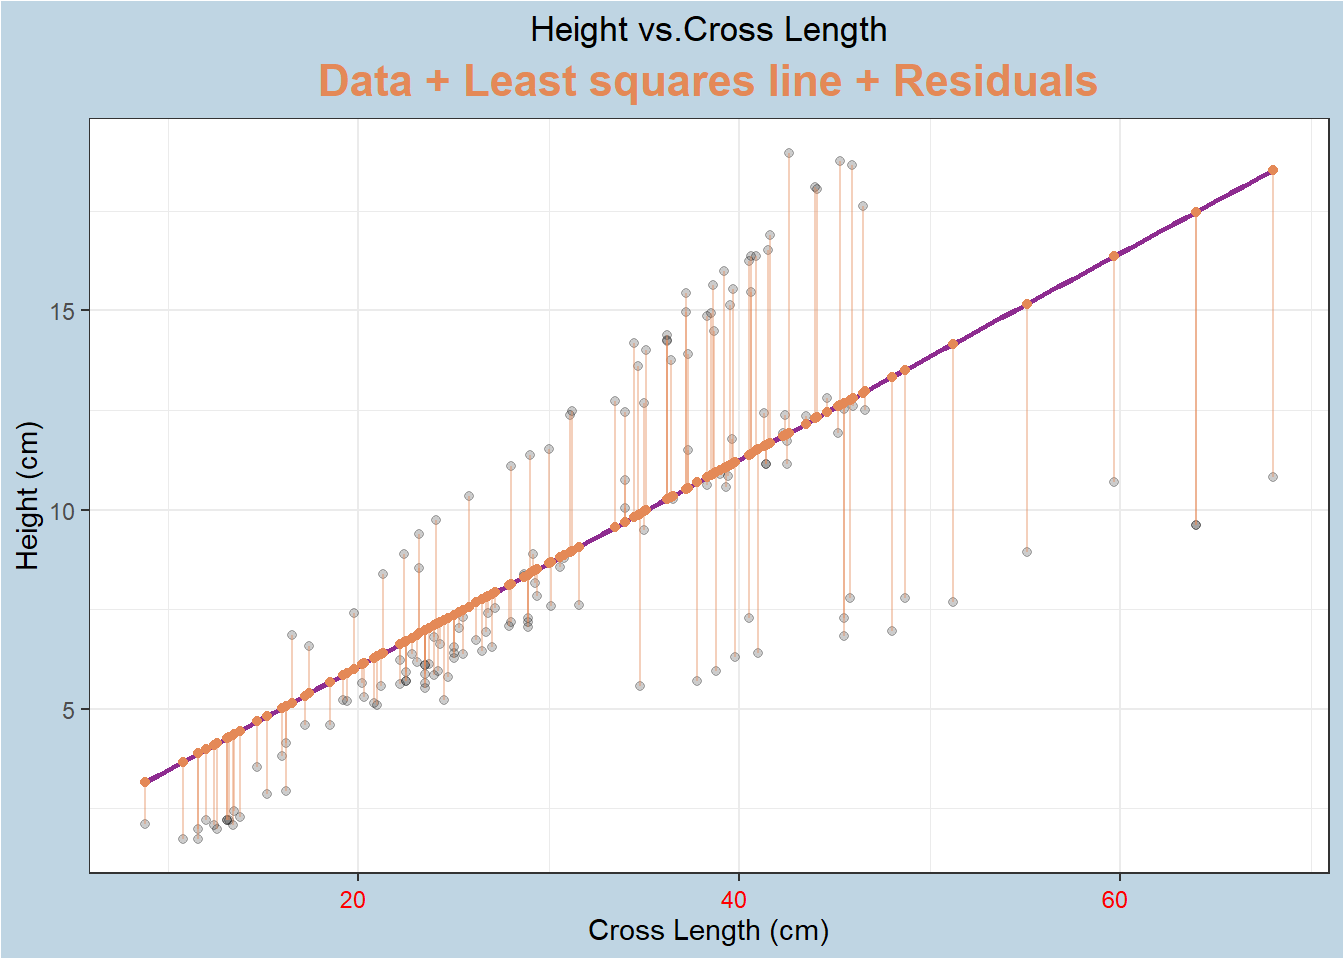 Height vs.Cross Length
Data + Least squares line + Residuals
Height (cm)
15
10
5
20 40 60
Cross Length (cm)